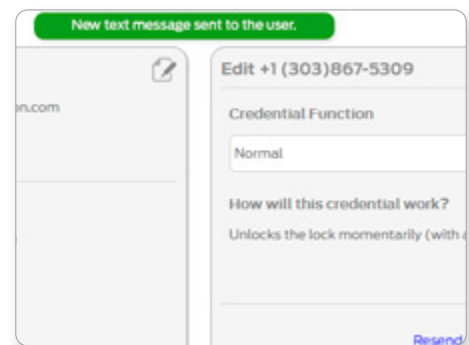 New text message sent to the user.
on.com
Edit +1 (303)867-5309
Credential Function
Normal
How will this credential work?
Unlocks the lock momentarily (with
Resend